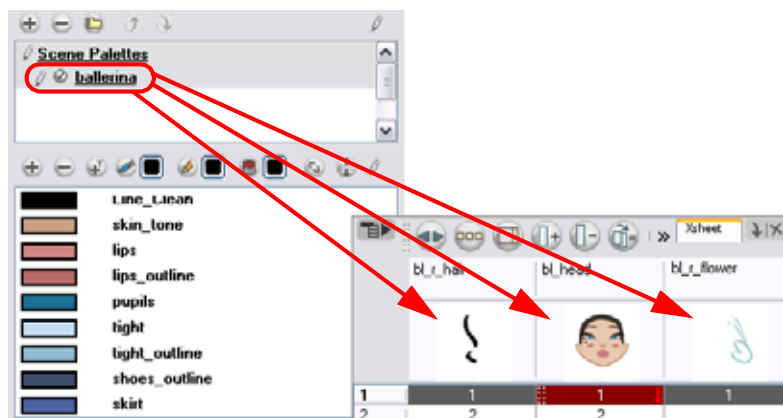 Scene Palettes
ballerina
Line_Clean
skin_tone
lips
lips_outline
pupils
tight
tight_outline
shoes_outline
skirt
Xsheet
bl_r_hair
bl_head
bl_r_flower
1 1 1 1
2 2 2